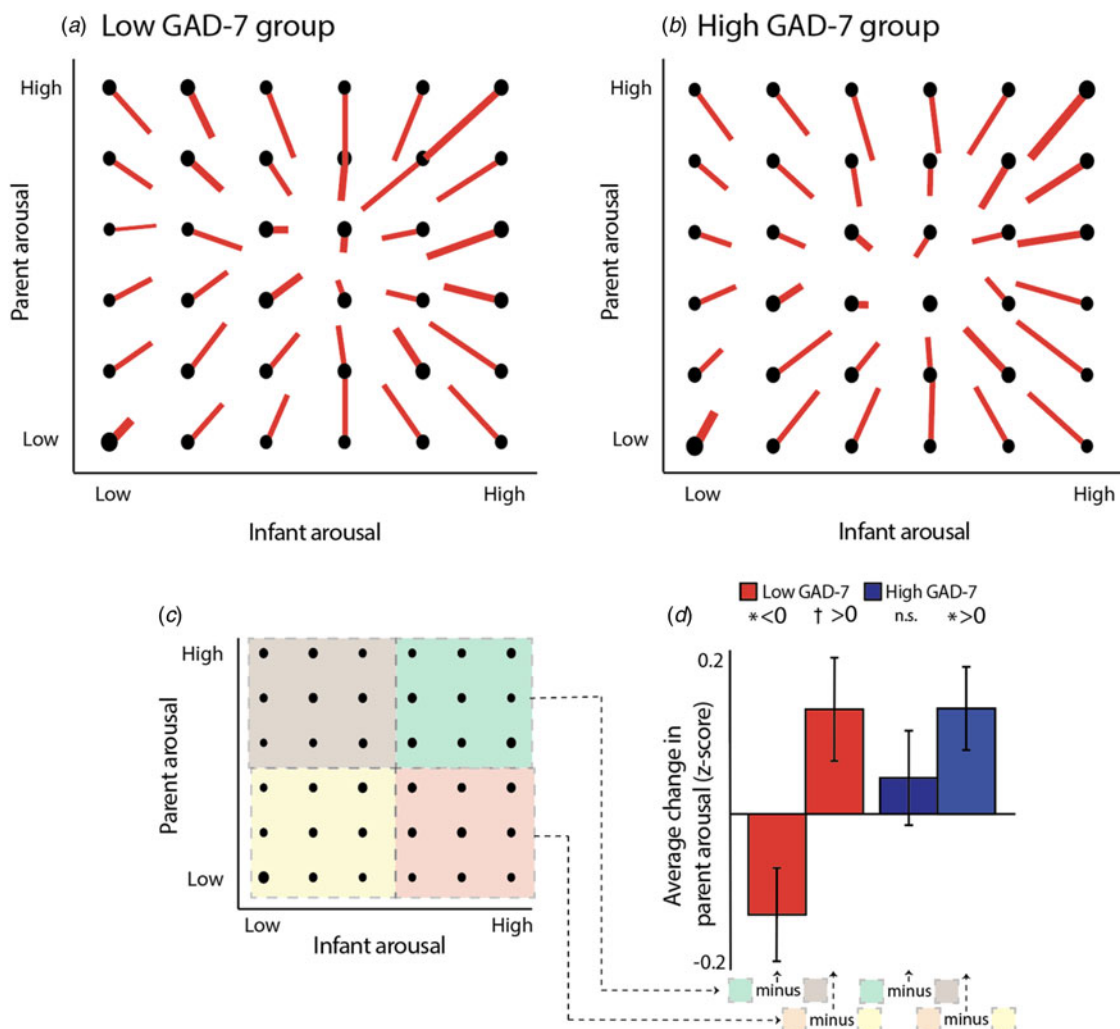 (a) Low GAD-7 group
(b) High GAD-7 group
High
Parent arousal
Low
Low
High
Infant arousal
High
Parent arousal
Low
Low
High
Infant arousal
(c)
High
Parent arousal
Low
Low
High
Infant arousal
(d)
Low GAD-7 High GAD-7
*<0 † >0 n.s. *>0
0.2
Average change in
parent arousal (z-score)
-0.2
minus minus
minus minus